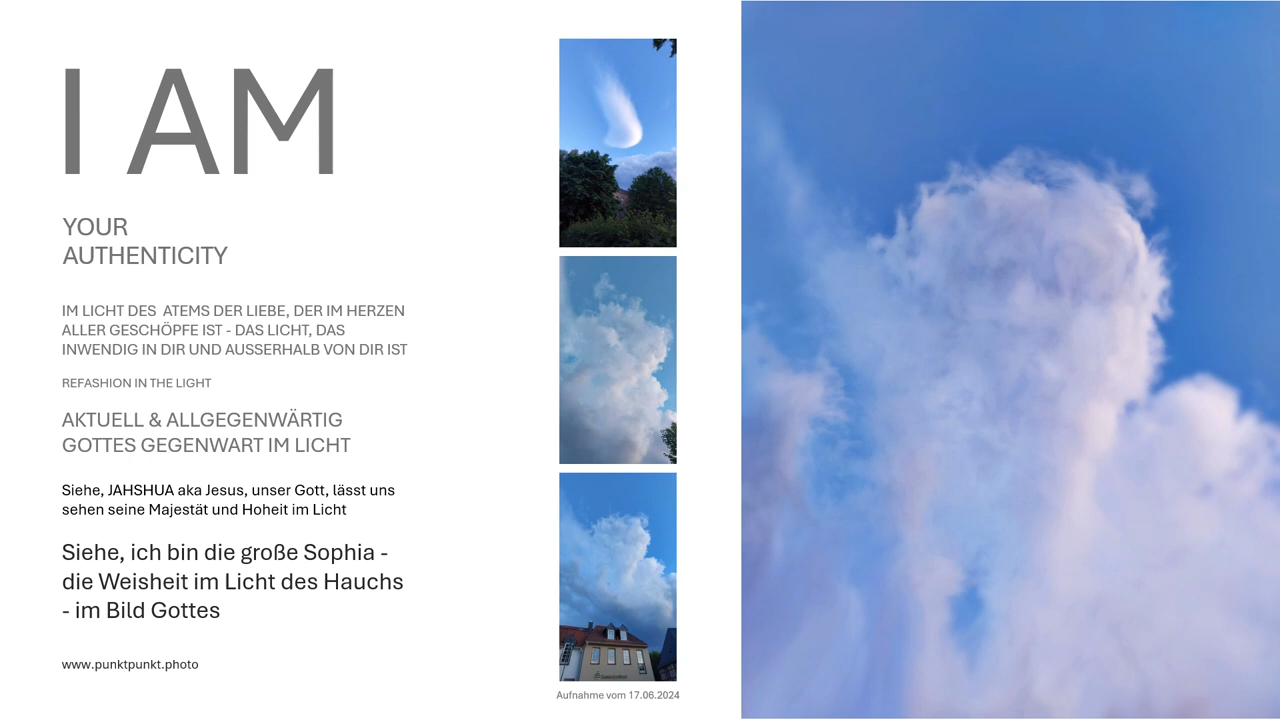 I AM
YOUR
AUTHENTICITY
IM LICHT DES  ATEMS DER LIEBE, DER IM HERZEN
ALLER GESCHÖPFE IST - DAS LICHT, DAS
INWENDIG IN DIR UND AUSSERHALB VON DIR IST
REFASHION IN THE LIGHT
AKTUELL & ALLGEGENWÄRTIG
GOTTES GEGENWART IM LICHT
Siehe, JAHSHUA aka Jesus, unser Gott, lässt uns
sehen seine Majestät und Hoheit im Licht
Siehe, ich bin die große Sophia -
die Weisheit im Licht des Hauchs
- im Bild Gottes
www.punktpunkt.photo
Aufnahme vom 17.06.2024